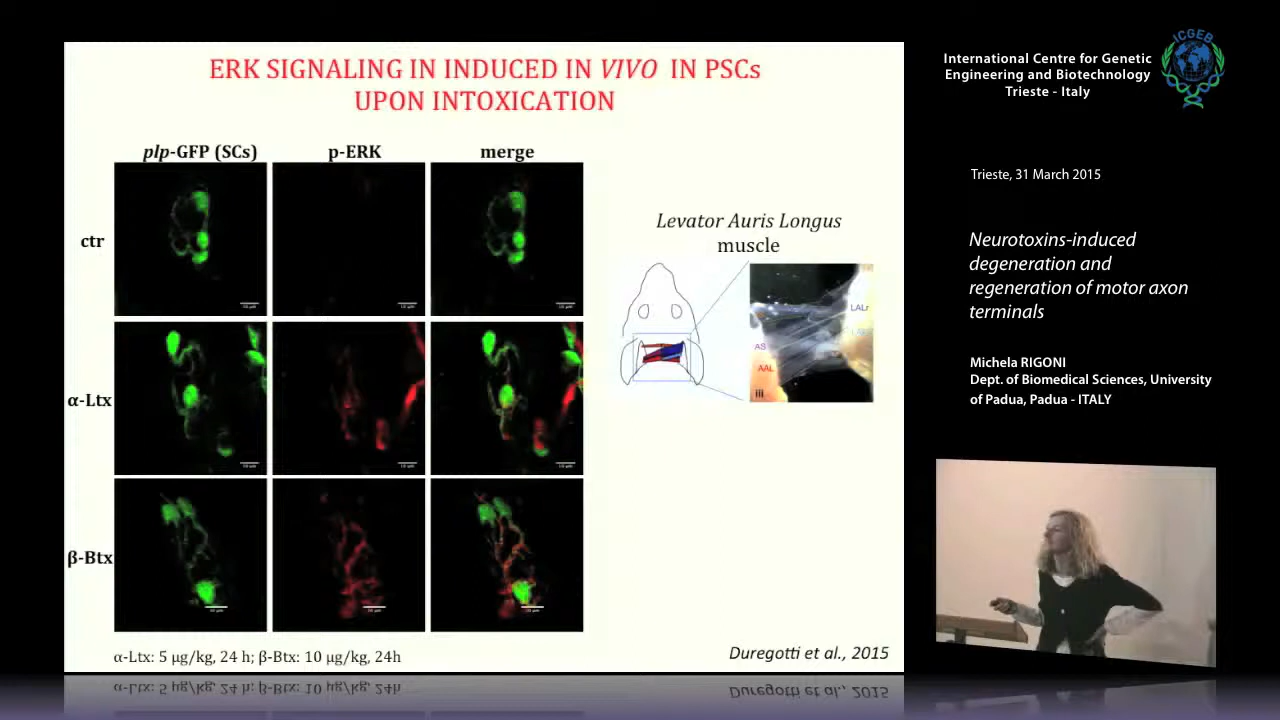 ERK SIGNALING IN INDUCED IN VIVO IN PSCs
UPON INTOXICATION
plp-GFP (SCs)
p-ERK
merge
ctr
α-Ltx
β-Btx
Levator Auris Longus
muscle
LALr
AS
AAL
iii
α-Ltx: 5 μg/kg, 24 h; β-Btx: 10 μg/kg, 24h
Duregotti et al., 2015
International Centre for Genetic
Engineering and Biotechnology
Trieste - Italy
ICGEB
Trieste, 31 March 2015
Neurotoxins-induced
degeneration and
regeneration of motor axon
terminals
Michela RIGONI
Dept. of Biomedical Sciences, University
of Padua, Padua - ITALY